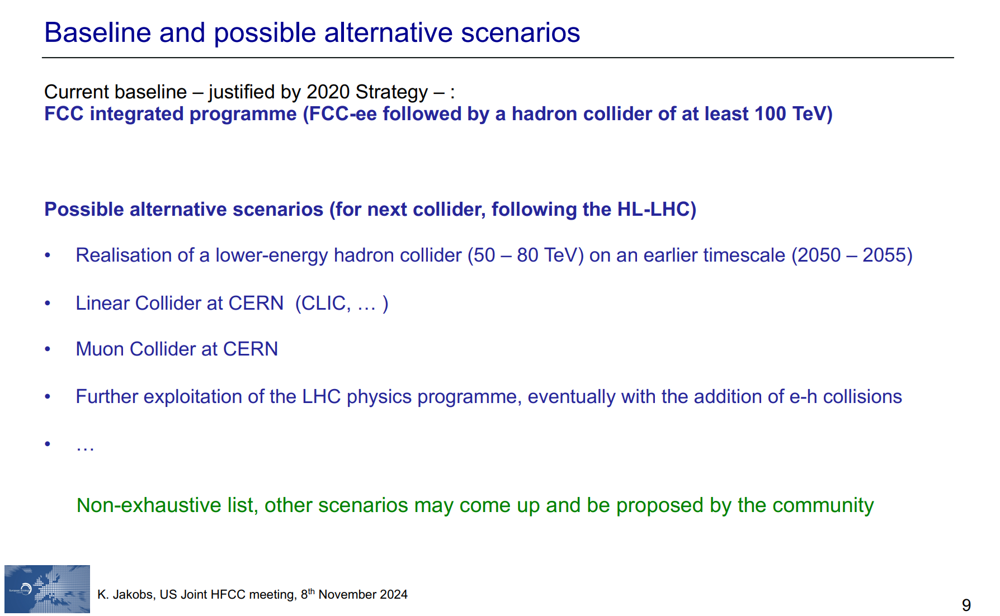 Baseline and possible alternative scenarios
Current baseline – justified by 2020 Strategy – :
FCC integrated programme (FCC-ee followed by a hadron collider of at least 100 TeV)
Possible alternative scenarios (for next collider, following the HL-LHC)
• Realisation of a lower-energy hadron collider (50 – 80 TeV) on an earlier timescale (2050 – 2055)
• Linear Collider at CERN (CLIC, … )
• Muon Collider at CERN
• Further exploitation of the LHC physics programme, eventually with the addition of e-h collisions
• …
Non-exhaustive list, other scenarios may come up and be proposed by the community
European Strategy
K. Jakobs, US Joint HFCC meeting, 8th November 2024
9